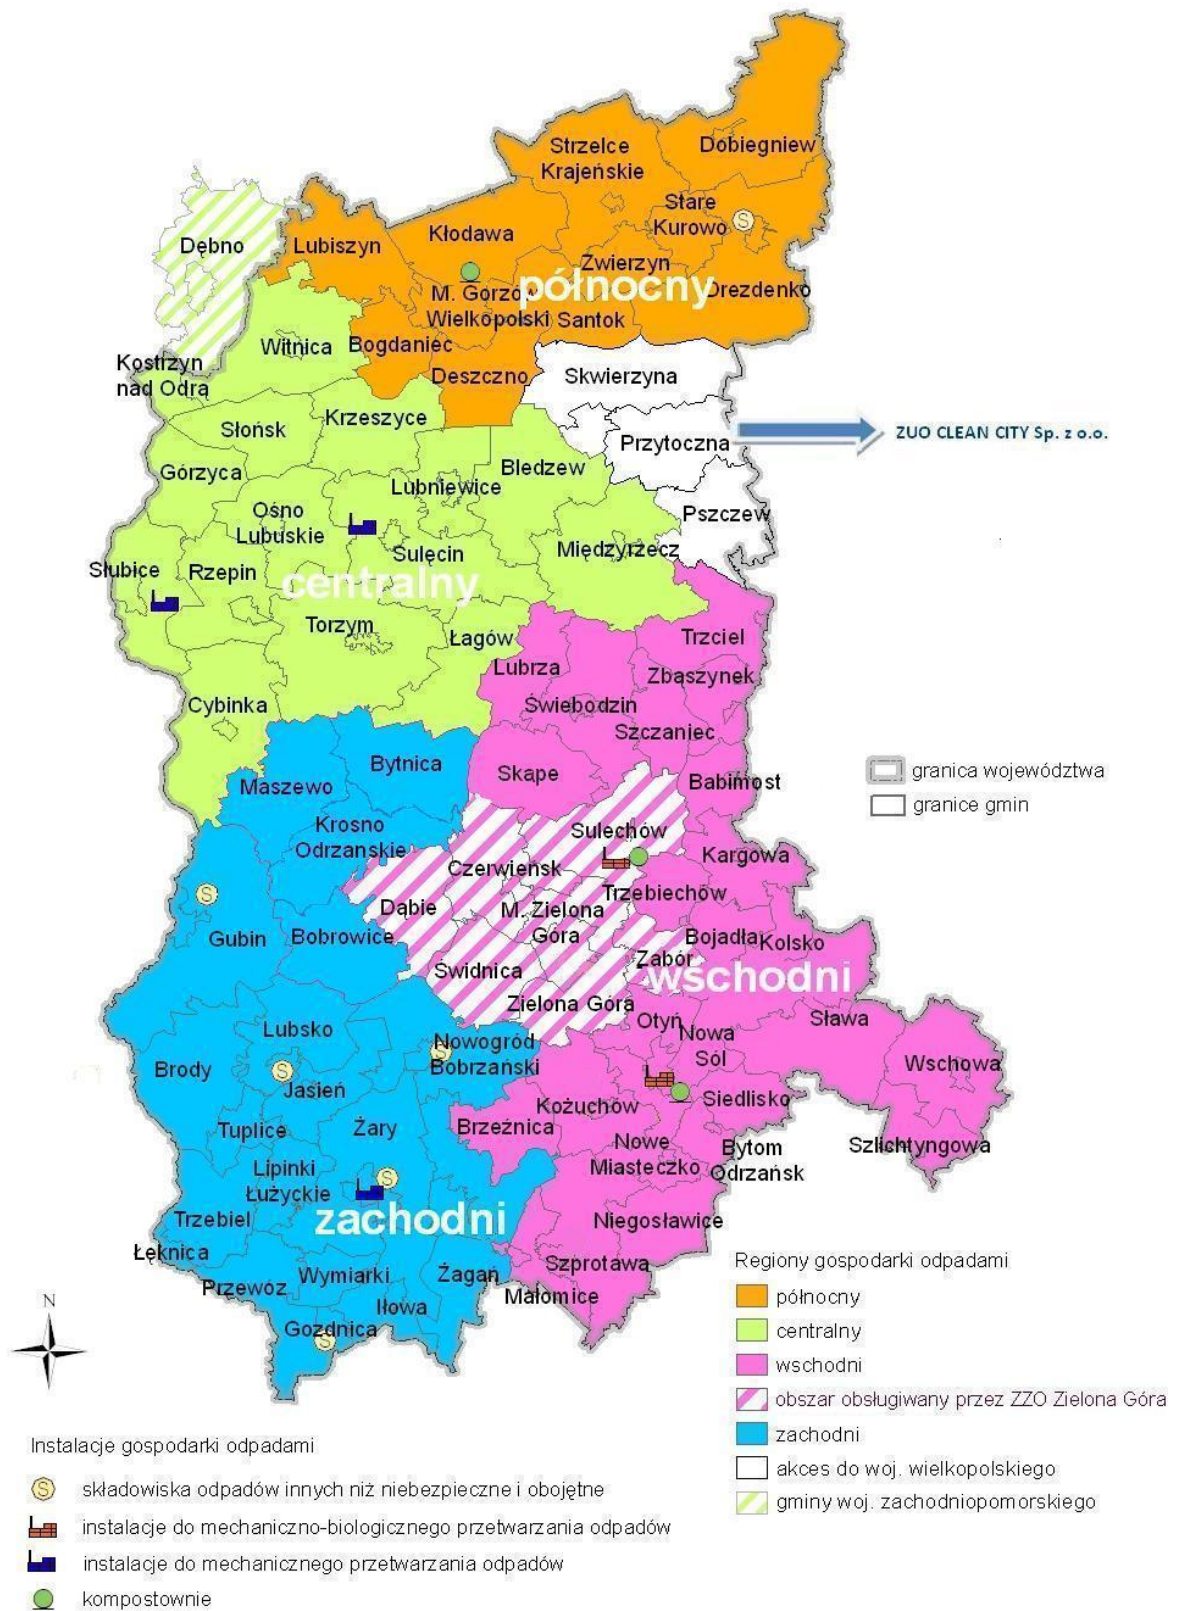 Dobiegniew
Strzelce
Krajeńskie
Stare
Kurowo
Kłodawa
Lubiszyn
Dębno
Zwierzyn
północny
Drezdenko
M. Gorzów
Wielkopolski
Santok
Witnica
Bogdaniec
Kostrzyn
nad Odrą
Deszczno
Skwierzyna
Krzeszyce
Słońsk
Przytoczna
ZUO CLEAN CITY Sp. z o.o.
Górzyca
Bledzew
Lubniewice
Ośno
Lubuskie
Pszczew
Sulęcin
Międzyrzecz
Słubice
Rzepin
centralny
Torzym
Łagów
Trzciel
Lubrza
Zbąszynek
Cybinka
Świebodzin
Szczaniec
Bytnica
Skąpe
Babimost
Maszewo
granica województwa
granice gmin
Krosno
Odrzańskie
Sulechów
Kargowa
Czerwieńsk
Trzebiechów
Dąbie
M. Zielona
Góra
Gubin
Bobrowice
Bojadła
Kolsko
Zabór
Świdnica
wschodni
Zielona Góra
Otyń
Nowa
Sól
Sława
Lubsko
Nowogród
Bobrzański
Wschowa
Brody
Jasień
Siedlisko
Kożuchów
Tuplice
Żary
Brzeźnica
Nowe
Miasteczko
Bytom
Odrzańsk
Szlichtyngowa
Lipinki
Łużyckie
Trzebiel
zachodni
Niegosławice
Łęknica
Przewóz
Wymiarki
Żagań
Szprotawa
Małomice
Iłowa
Gozdnica
N
Regiony gospodarki odpadami
północny
centralny
wschodni
obszar obsługiwany przez ZZO Zielona Góra
zachodni
akces do woj. wielkopolskiego
gminy woj. zachodniopomorskiego
Instalacje gospodarki odpadami
S składowiska odpadów innych niż niebezpieczne i obojętne
instalacje do mechaniczno-biologicznego przetwarzania odpadów
instalacje do mechanicznego przetwarzania odpadów
kompostownie